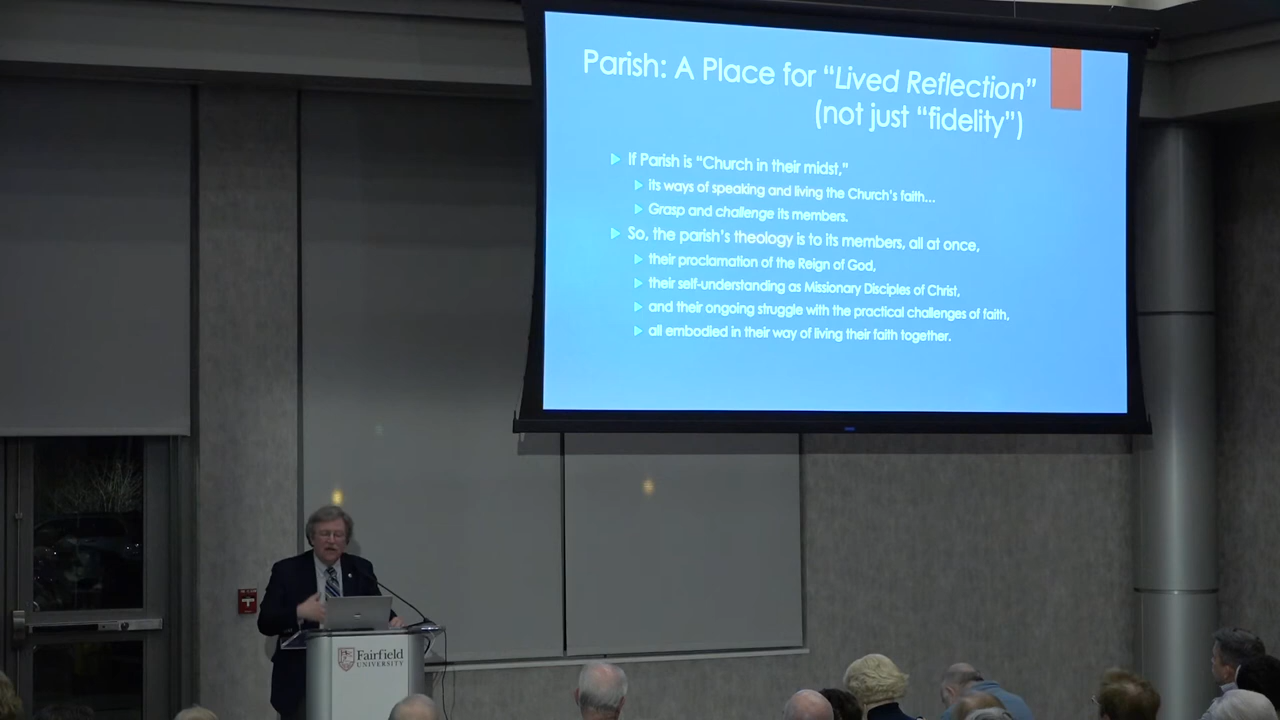 Parish: A Place for “Lived Reflection”
(not just “fidelity”)
If Parish is “Church in their midst,”
its ways of speaking and living the Church’s faith...
Grasp and challenge its members.
So, the parish’s theology is to its members, all at once,
their proclamation of the Reign of God,
their self-understanding as Missionary Disciples of Christ,
and their ongoing struggle with the practical challenges of faith,
all embodied in their way of living their faith together.
Fairfield
UNIVERSITY